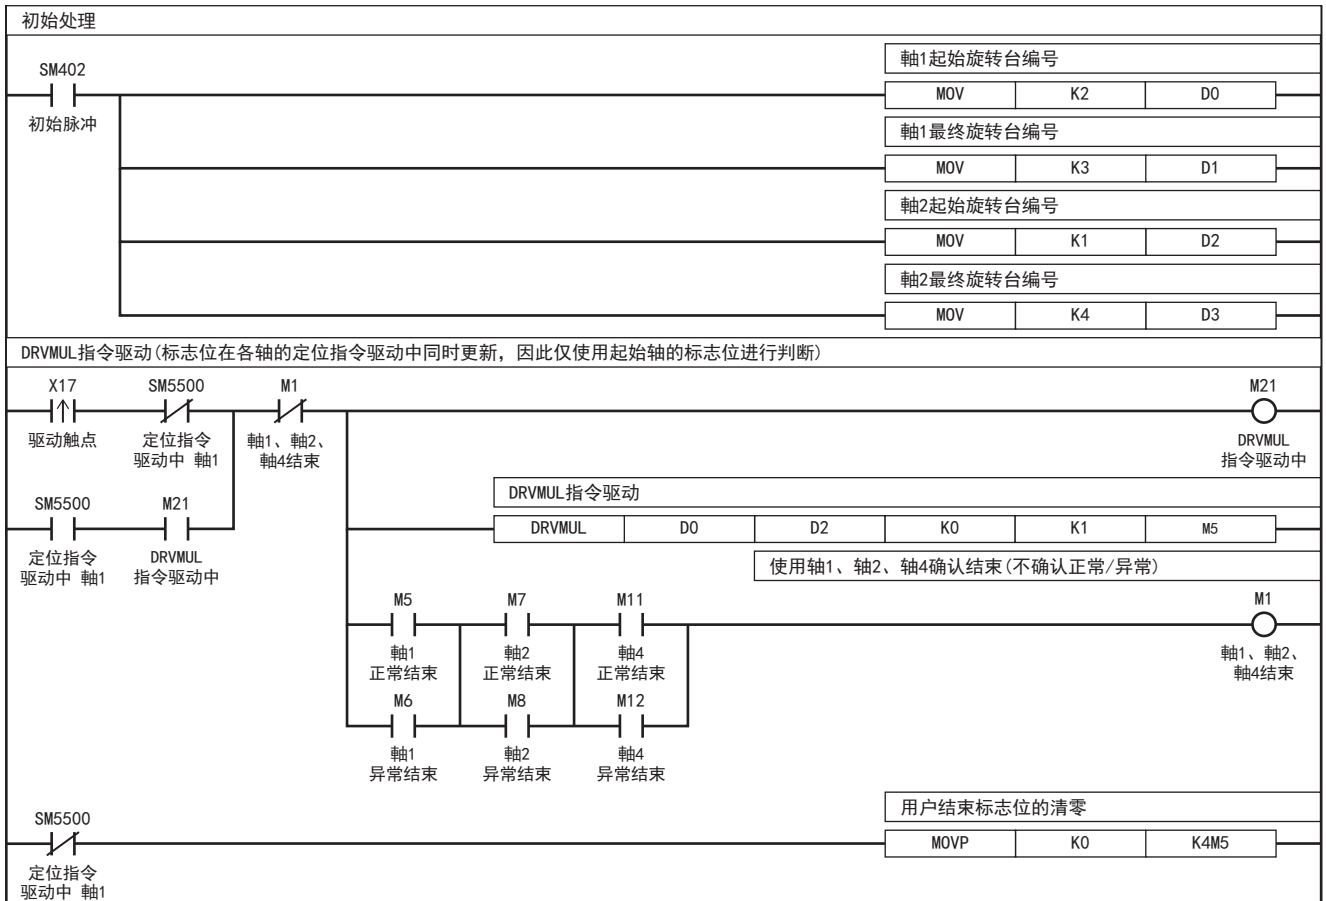 初始处理
軸1起始旋转台编号
SM402
MOV K2 D0
初始脉冲
軸1最终旋转台编号
MOV K3 D1
軸2起始旋转台编号
MOV K1 D2
軸2最终旋转台编号
MOV K4 D3
DRVMUL指令驱动(标志位在各轴的定位指令驱动中同时更新，因此仅使用起始轴的标志位进行判断)
X17 SM5500 M1 M21
驱动触点 定位指令 軸1、軸2、 DRVMUL
驱动中 軸1 軸4结束 指令驱动中
DRVMUL指令驱动
SM5500 M21
DRVMUL D0 D2 K0 K1 M5
定位指令 DRVMUL
驱动中 軸1 指令驱动中
使用轴1、轴2、轴4确认结束(不确认正常/异常)
M5 M7 M11 M1
軸1 軸2 軸4 軸1、軸2、
正常结束 正常结束 正常结束 軸4结束
M6 M8 M12
軸1 軸2 軸4
异常结束 异常结束 异常结束
用户结束标志位的清零
SM5500
MOVP K0 K4M5
定位指令
驱动中 軸1